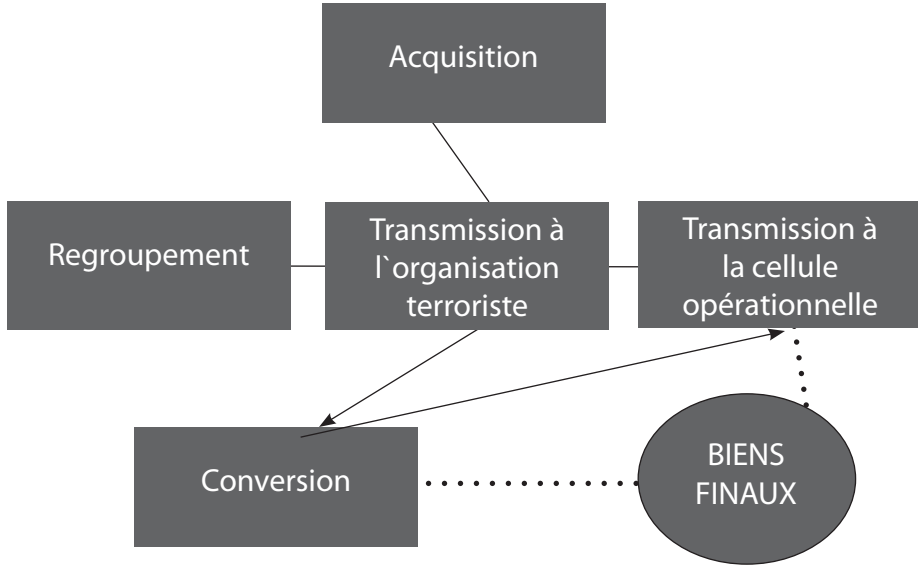 Acquisition
Regroupement
Transmission à
l`organisation
terroriste
Transmission à
la cellule
opérationnelle
Conversion
BIENS
FINAUX